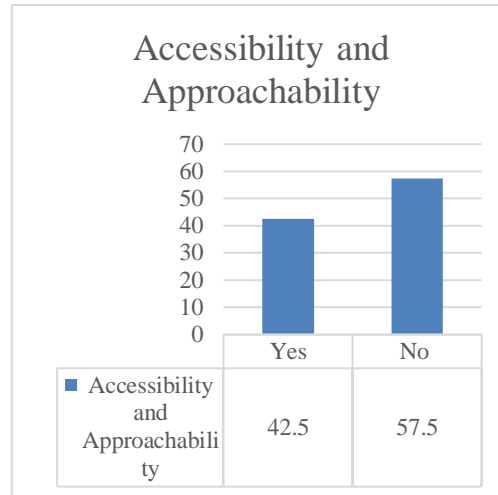 Accessibility and
Approachability
70
60
50
40
30
20
10
0
Yes No
Accessibility
and
Approachabili
ty
42.5 57.5